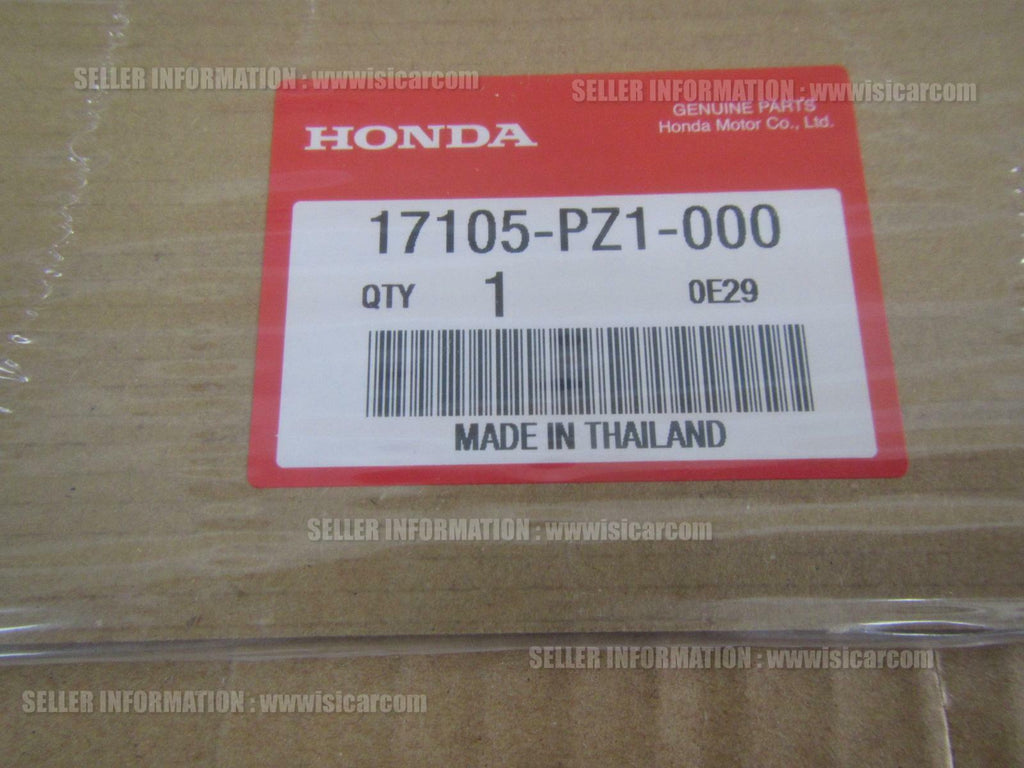 SELLER INFORMATION : wwwisicarcom
SELLER INFORMATION : wwwisicarcom
GENUINE PARTS
Honda Motor Co., Ltd.
HONDA
17105-PZ1-000
QTY 1 0E29
MADE IN THAILAND
SELLER INFORMATION : wwwisicarcom
SELLER INFORMATION : wwwisicarcom
SELLER INFORMATION : wwwisicarcom